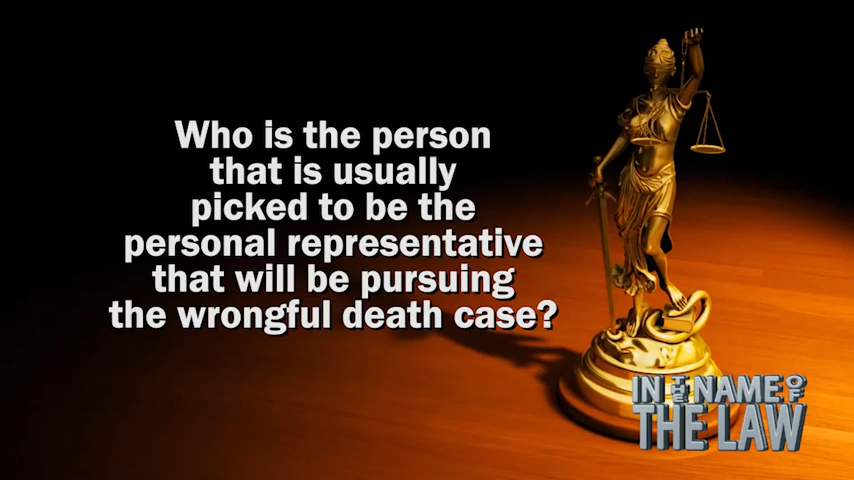 Who is the person
that is usually
picked to be the
personal representative
that will be pursuing
the wrongful death case?
IN THE NAME OF
THE LAW